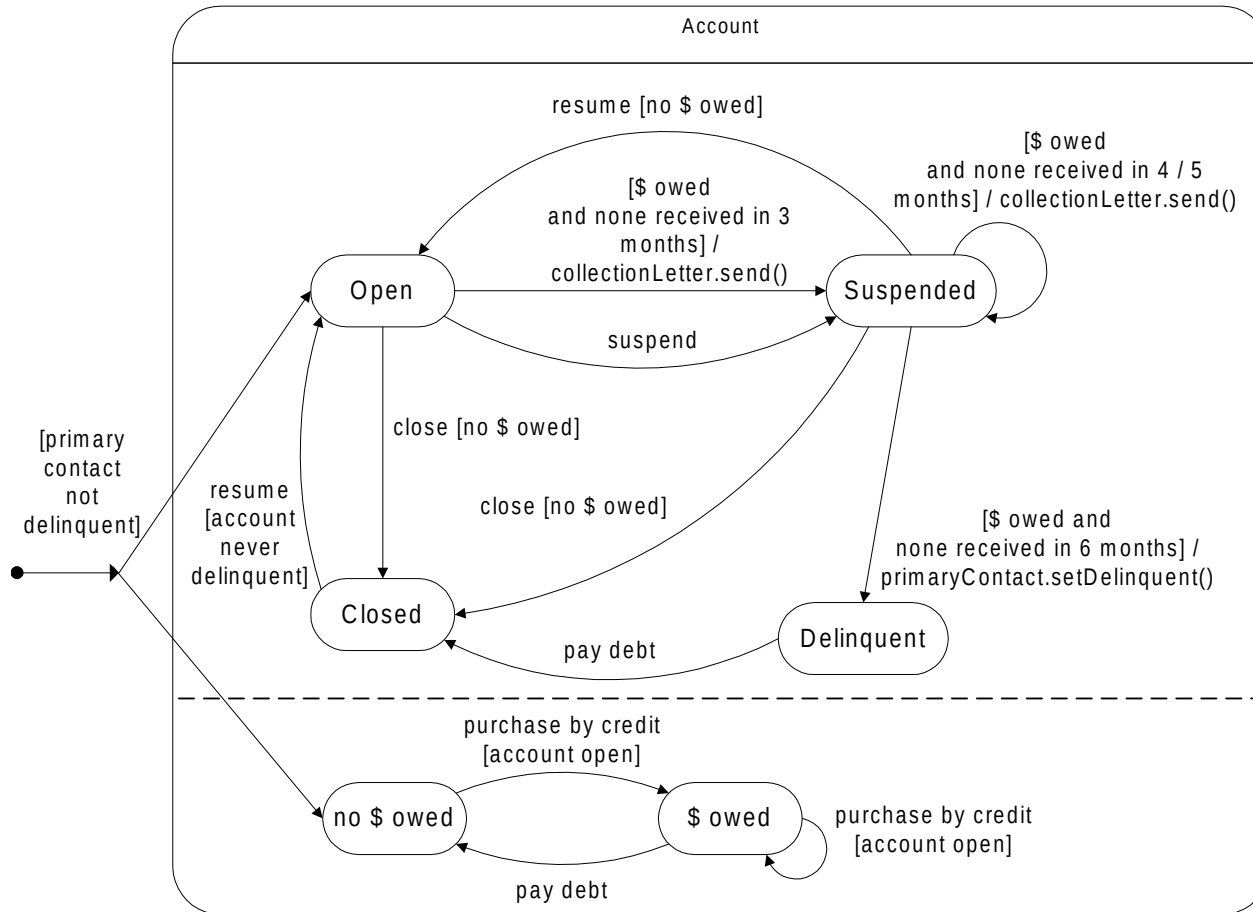 Account
resume [no $ owed]
[$ owed
and none received in 4 / 5
months] / collectionLetter.send()
[$ owed
and none received in 3
months] /
collectionLetter.send()
Open
Suspended
suspend
close [no $ owed]
[primary
contact
not
delinquent]
resume
[account
never
delinquent]
close [no $ owed]
[$ owed and
none received in 6 months] /
primaryContact.setDelinquent()
Closed
Delinquent
pay debt
purchase by credit
[account open]
no $ owed
$ owed
purchase by credit
[account open]
pay debt